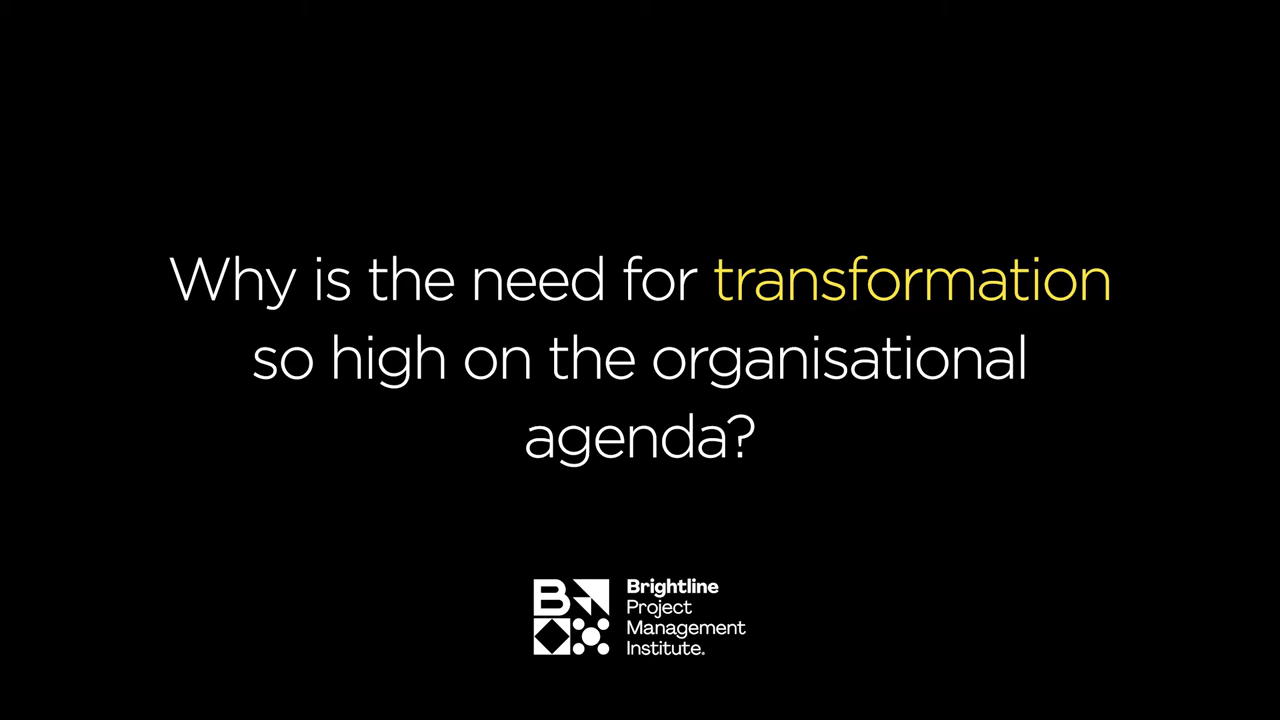 Why is the need for transformation
so high on the organisational
agenda?
B
Brightline
Project
Management
Institute.